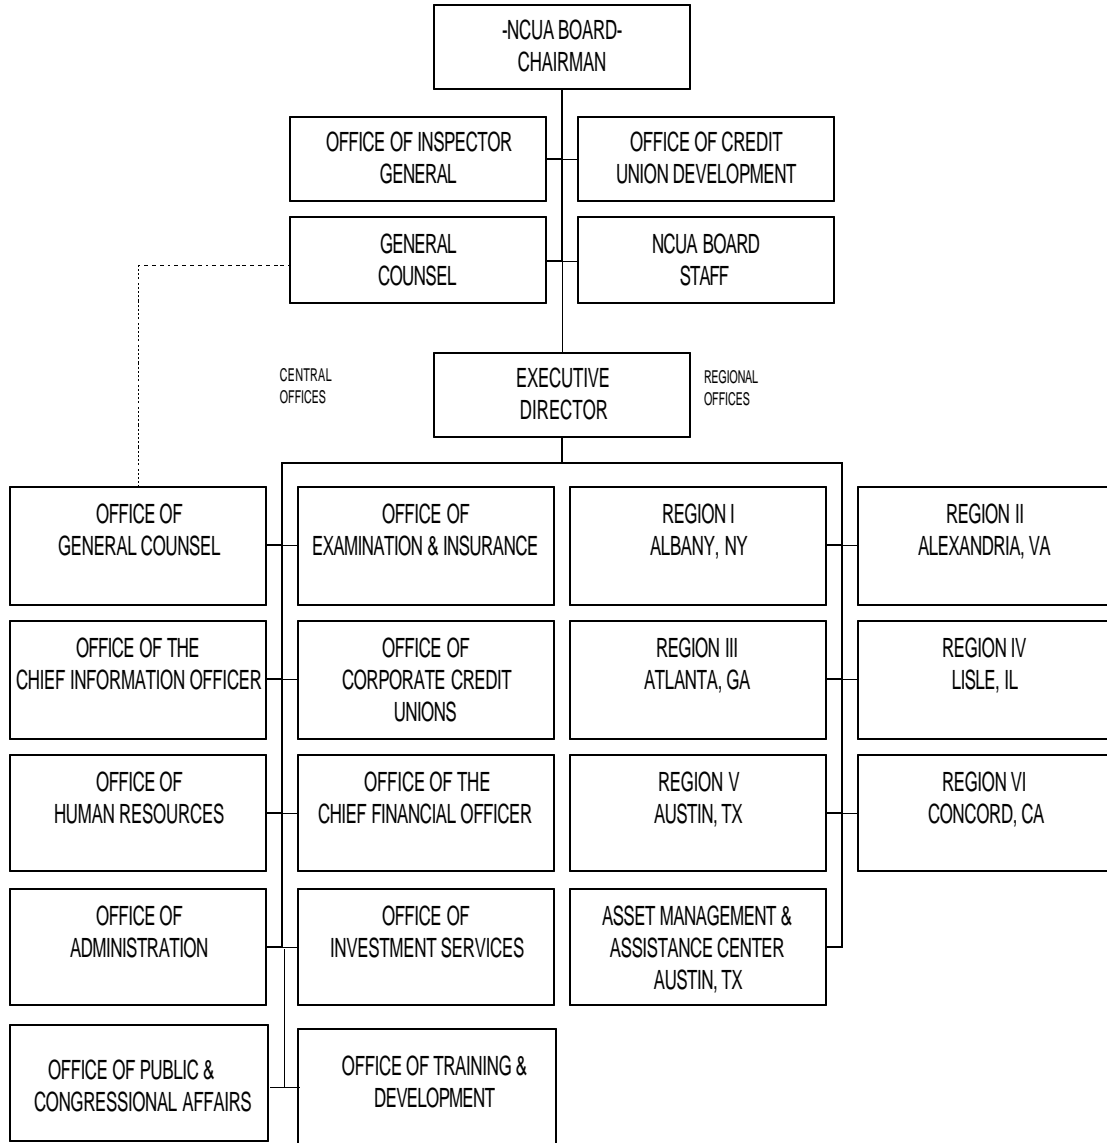 -NCUA BOARD-
CHAIRMAN
OFFICE OF INSPECTOR
GENERAL
OFFICE OF CREDIT
UNION DEVELOPMENT
GENERAL
COUNSEL
NCUA BOARD
STAFF
CENTRAL
OFFICES
EXECUTIVE
DIRECTOR
REGIONAL
OFFICES
OFFICE OF
GENERAL COUNSEL
OFFICE OF
EXAMINATION & INSURANCE
REGION I
ALBANY, NY
REGION II
ALEXANDRIA, VA
OFFICE OF THE
CHIEF INFORMATION OFFICER
OFFICE OF
CORPORATE CREDIT
UNIONS
REGION III
ATLANTA, GA
REGION IV
LISLE, IL
OFFICE OF
HUMAN RESOURCES
OFFICE OF THE
CHIEF FINANCIAL OFFICER
REGION V
AUSTIN, TX
REGION VI
CONCORD, CA
OFFICE OF
ADMINISTRATION
OFFICE OF
INVESTMENT SERVICES
ASSET MANAGEMENT &
ASSISTANCE CENTER
AUSTIN, TX
OFFICE OF PUBLIC &
CONGRESSIONAL AFFAIRS
OFFICE OF TRAINING &
DEVELOPMENT